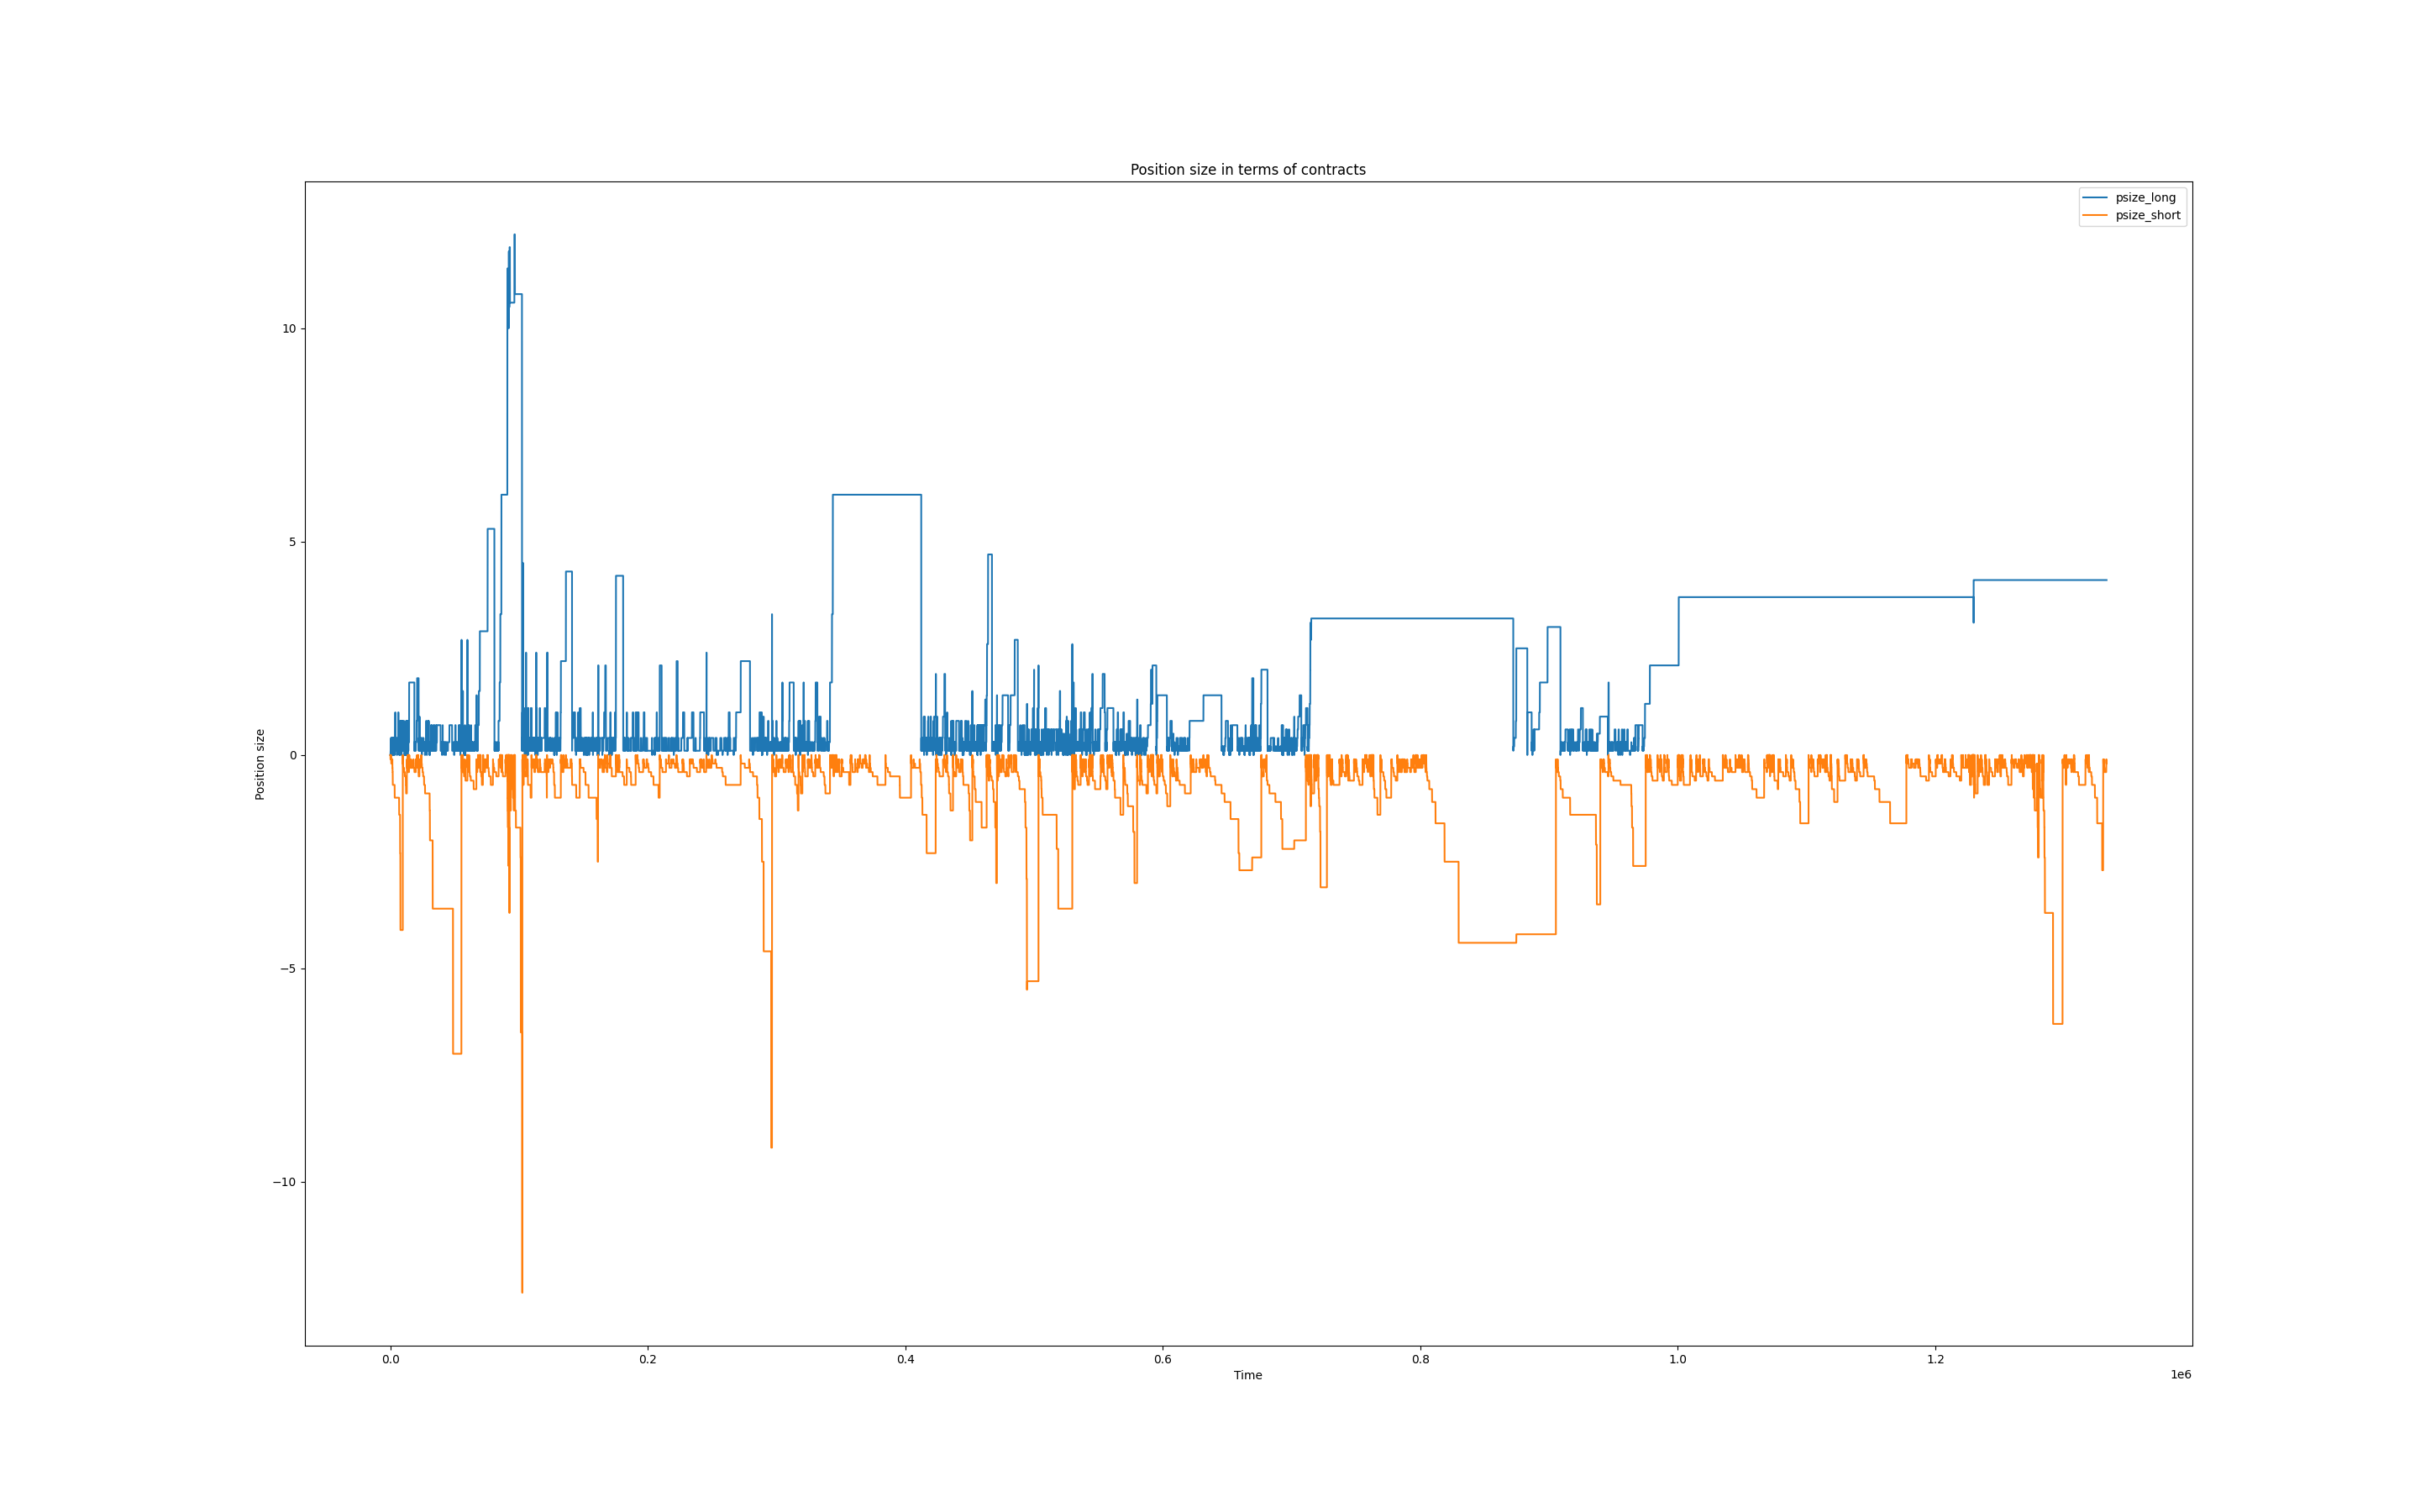 Position size in terms of contracts
psize_long
psize_short
Position size
10
5
0
−5
−10
0.0 0.2 0.4 0.6 0.8 1.0 1.2
1e6
Time